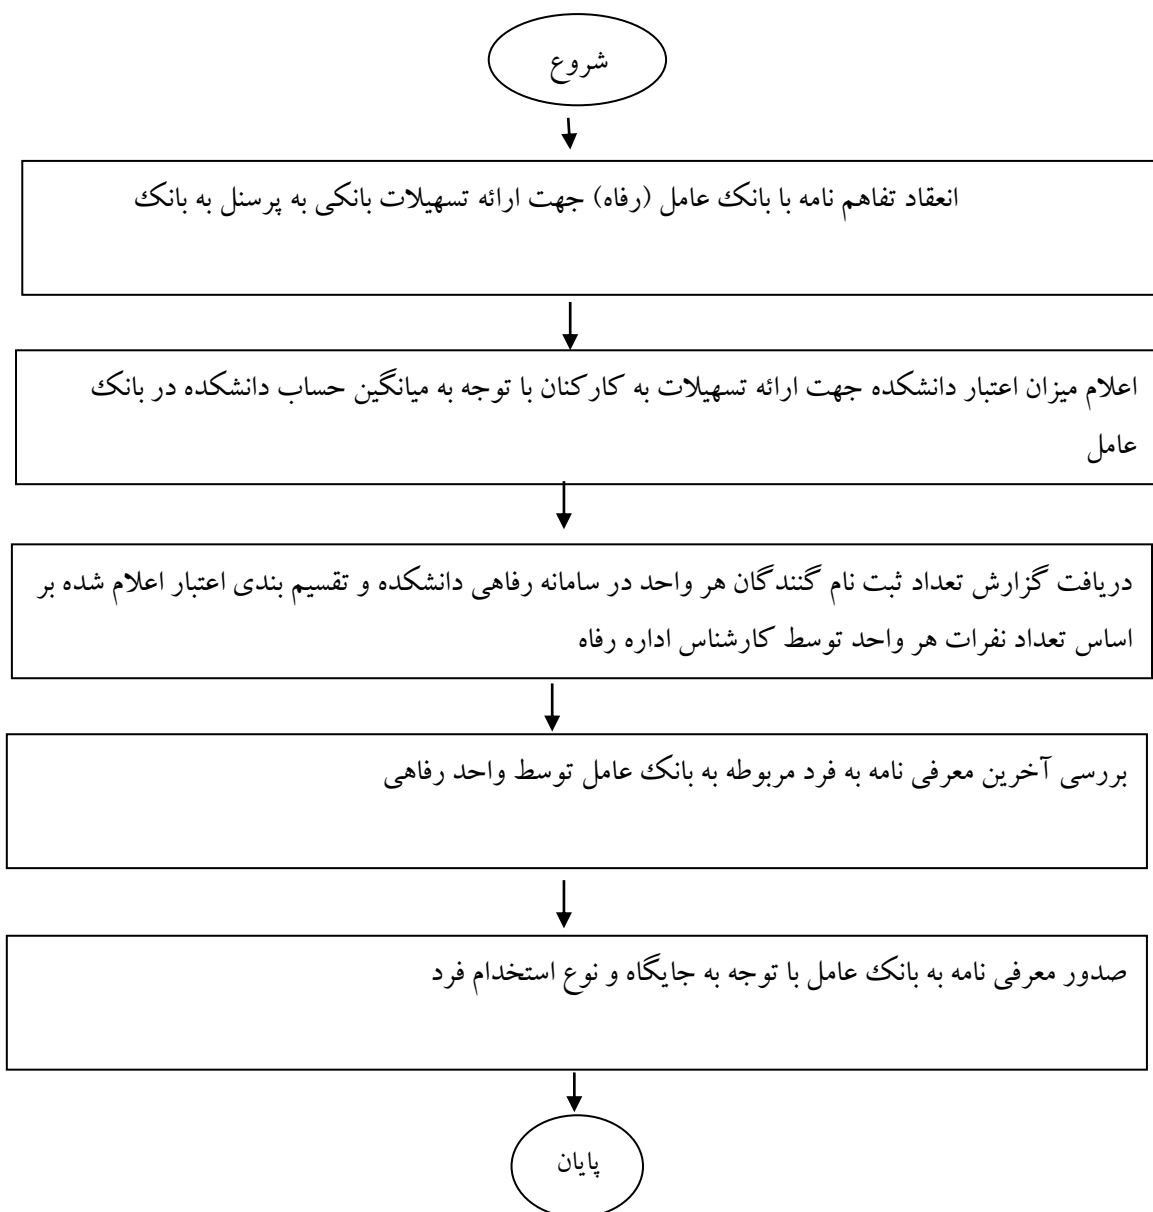 شروع
انعقاد تفاهم نامه با بانک عامل (رفاه) جهت ارائه تسهیلات بانکی به پرسنل به بانک
اعلام میزان اعتبار دانشکده جهت ارائه تسهیلات به کارکنان با توجه به میانگین حساب دانشکده در بانک
عامل
دریافت گزارش تعداد ثبت نام گنندگان هر واحد در سامانه رفاهی دانشکده و تقسیم بندی اعتبار اعلام شده بر
اساس تعداد نفرات هر واحد توسط کارشناس اداره رفاه
بررسی آخرین معرفی نامه به فرد مربوطه به بانک عامل توسط واحد رفاهی
صدور معرفی نامه به بانک عامل با توجه به جایگاه و نوع استخدام فرد
پایان